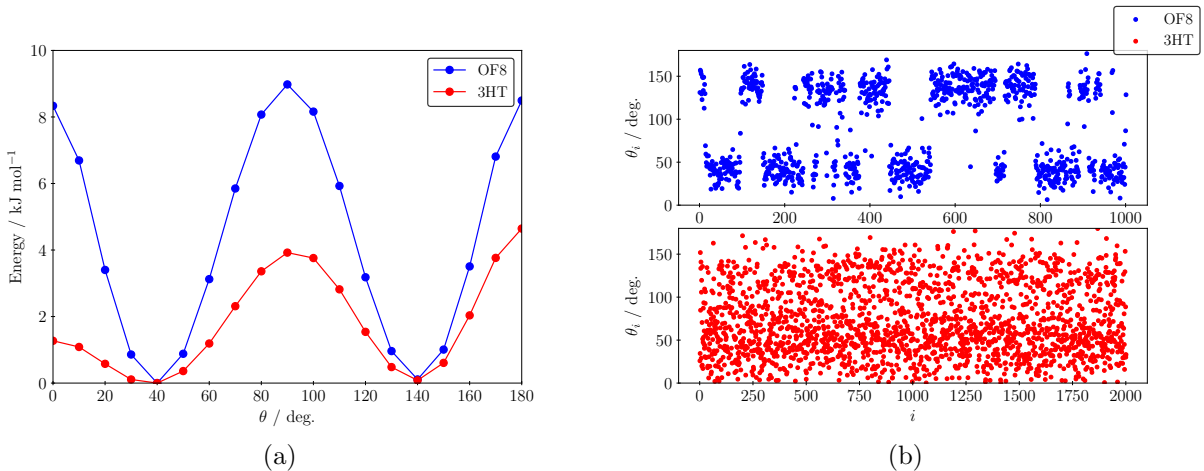 10
8
6
4
2
0
Energy / kJ mol⁻¹
OF8
3HT
0 20 40 60 80 100 120 140 160 180
θ / deg.
(a)
OF8
3HT
150
100
50
0
θᵢ / deg.
0 200 400 600 800 1000
150
100
50
0
θᵢ / deg.
0 250 500 750 1000 1250 1500 1750 2000
i
(b)